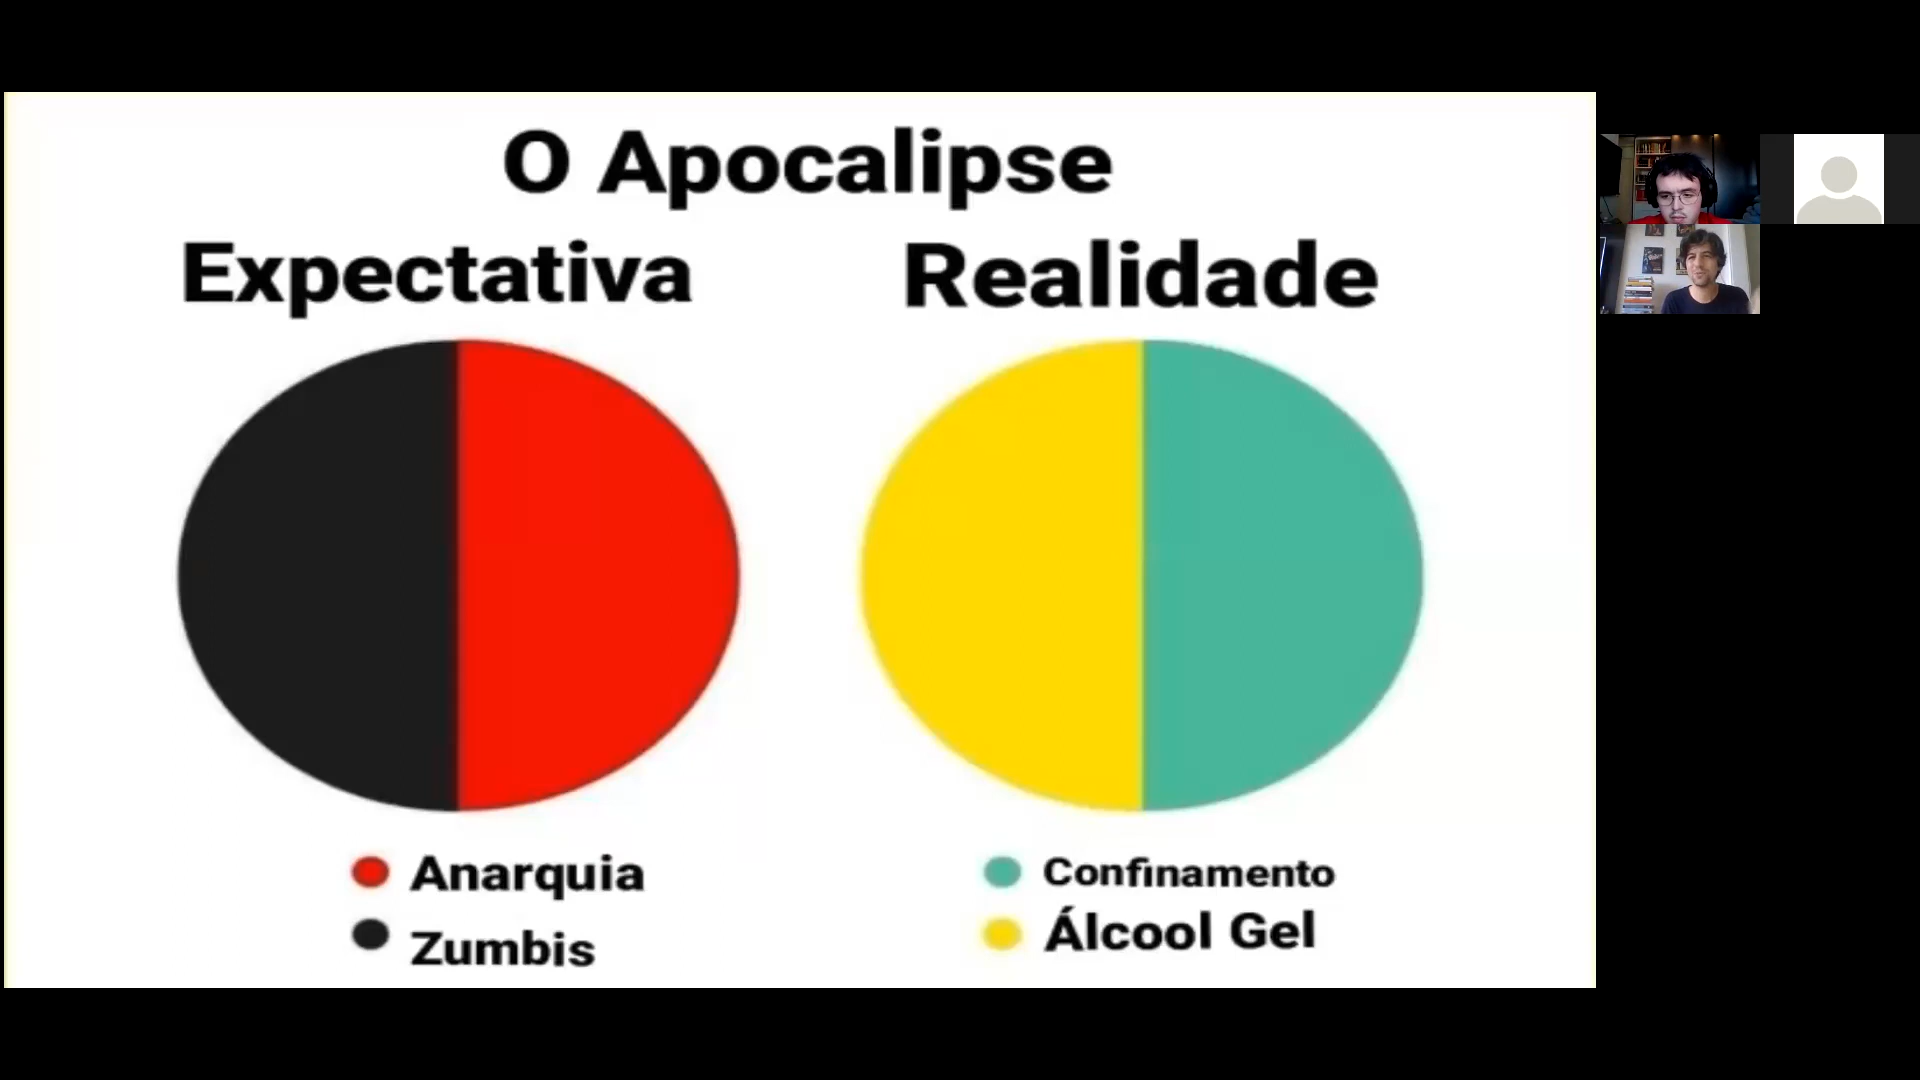 O Apocalipse
Expectativa
Realidade
Anarquia
Zumbis
Confinamento
Álcool Gel